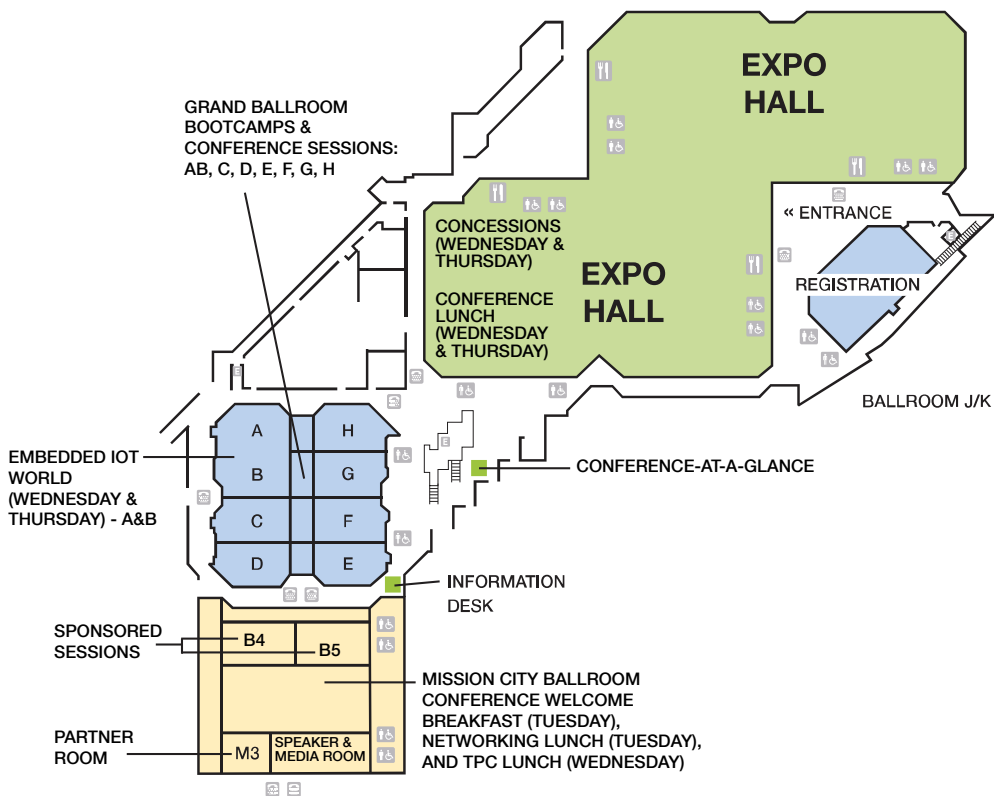 EXPO
HALL
GRAND BALLROOM
BOOTCAMPS &
CONFERENCE SESSIONS:
AB, C, D, E, F, G, H
« ENTRANCE
CONCESSIONS
(WEDNESDAY &
THURSDAY)
EXPO
HALL
REGISTRATION
CONFERENCE
LUNCH
(WEDNESDAY
& THURSDAY)
BALLROOM J/K
A
H
EMBEDDED IOT
WORLD
(WEDNESDAY &
THURSDAY) - A&B
B
G
E
CONFERENCE-AT-A-GLANCE
C
F
D
E
INFORMATION
DESK
SPONSORED
SESSIONS
B4
B5
MISSION CITY BALLROOM
CONFERENCE WELCOME
BREAKFAST (TUESDAY),
NETWORKING LUNCH (TUESDAY),
AND TPC LUNCH (WEDNESDAY)
PARTNER
ROOM
M3
SPEAKER &
MEDIA ROOM